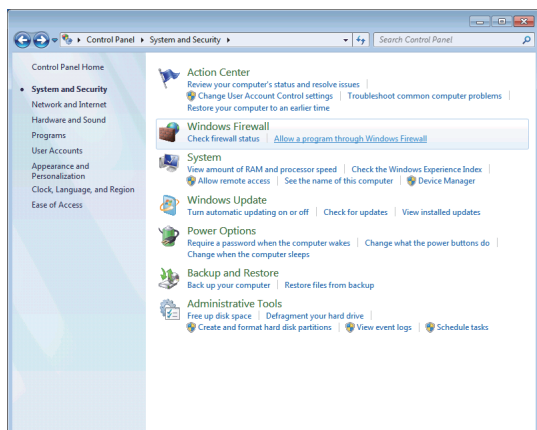 Control Panel System and Security Search Control Panel
Control Panel Home
System and Security
Network and Internet
Hardware and Sound
Programs
User Accounts
Appearance and
Personalization
Clock, Language, and Region
Ease of Access
Action Center
Review your computer's status and resolve issues
Change User Account Control settings Troubleshoot common computer problems
Restore your computer to an earlier time
Windows Firewall
Check firewall status Allow a program through Windows Firewall
System
View amount of RAM and processor speed Check the Windows Experience Index
Allow remote access See the name of this computer Device Manager
Windows Update
Turn automatic updating on or off Check for updates View installed updates
Power Options
Require a password when the computer wakes Change what the power buttons do
Change when the computer sleeps
Backup and Restore
Back up your computer Restore files from backup
Administrative Tools
Free up disk space Defragment your hard drive
Create and format hard disk partitions View event logs Schedule tasks